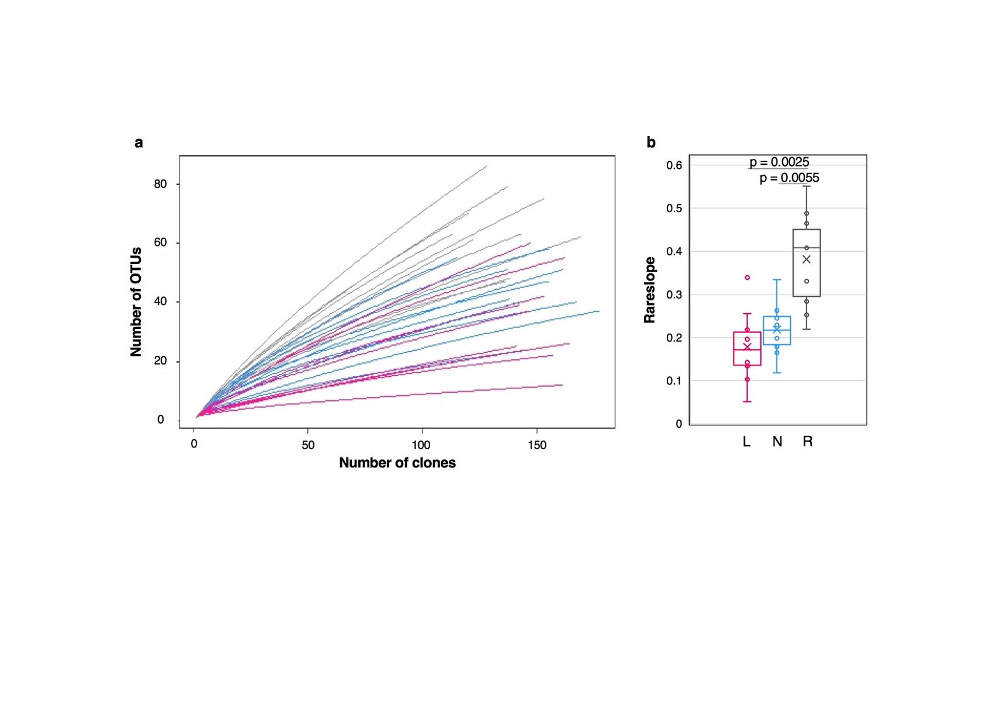 a
80
60
40
20
0
0 50 100 150
Number of OTUs
Number of clones
b
0.6
0.5
0.4
0.3
0.2
0.1
0
p = 0.0025
p = 0.0055
Rareslope
L N R